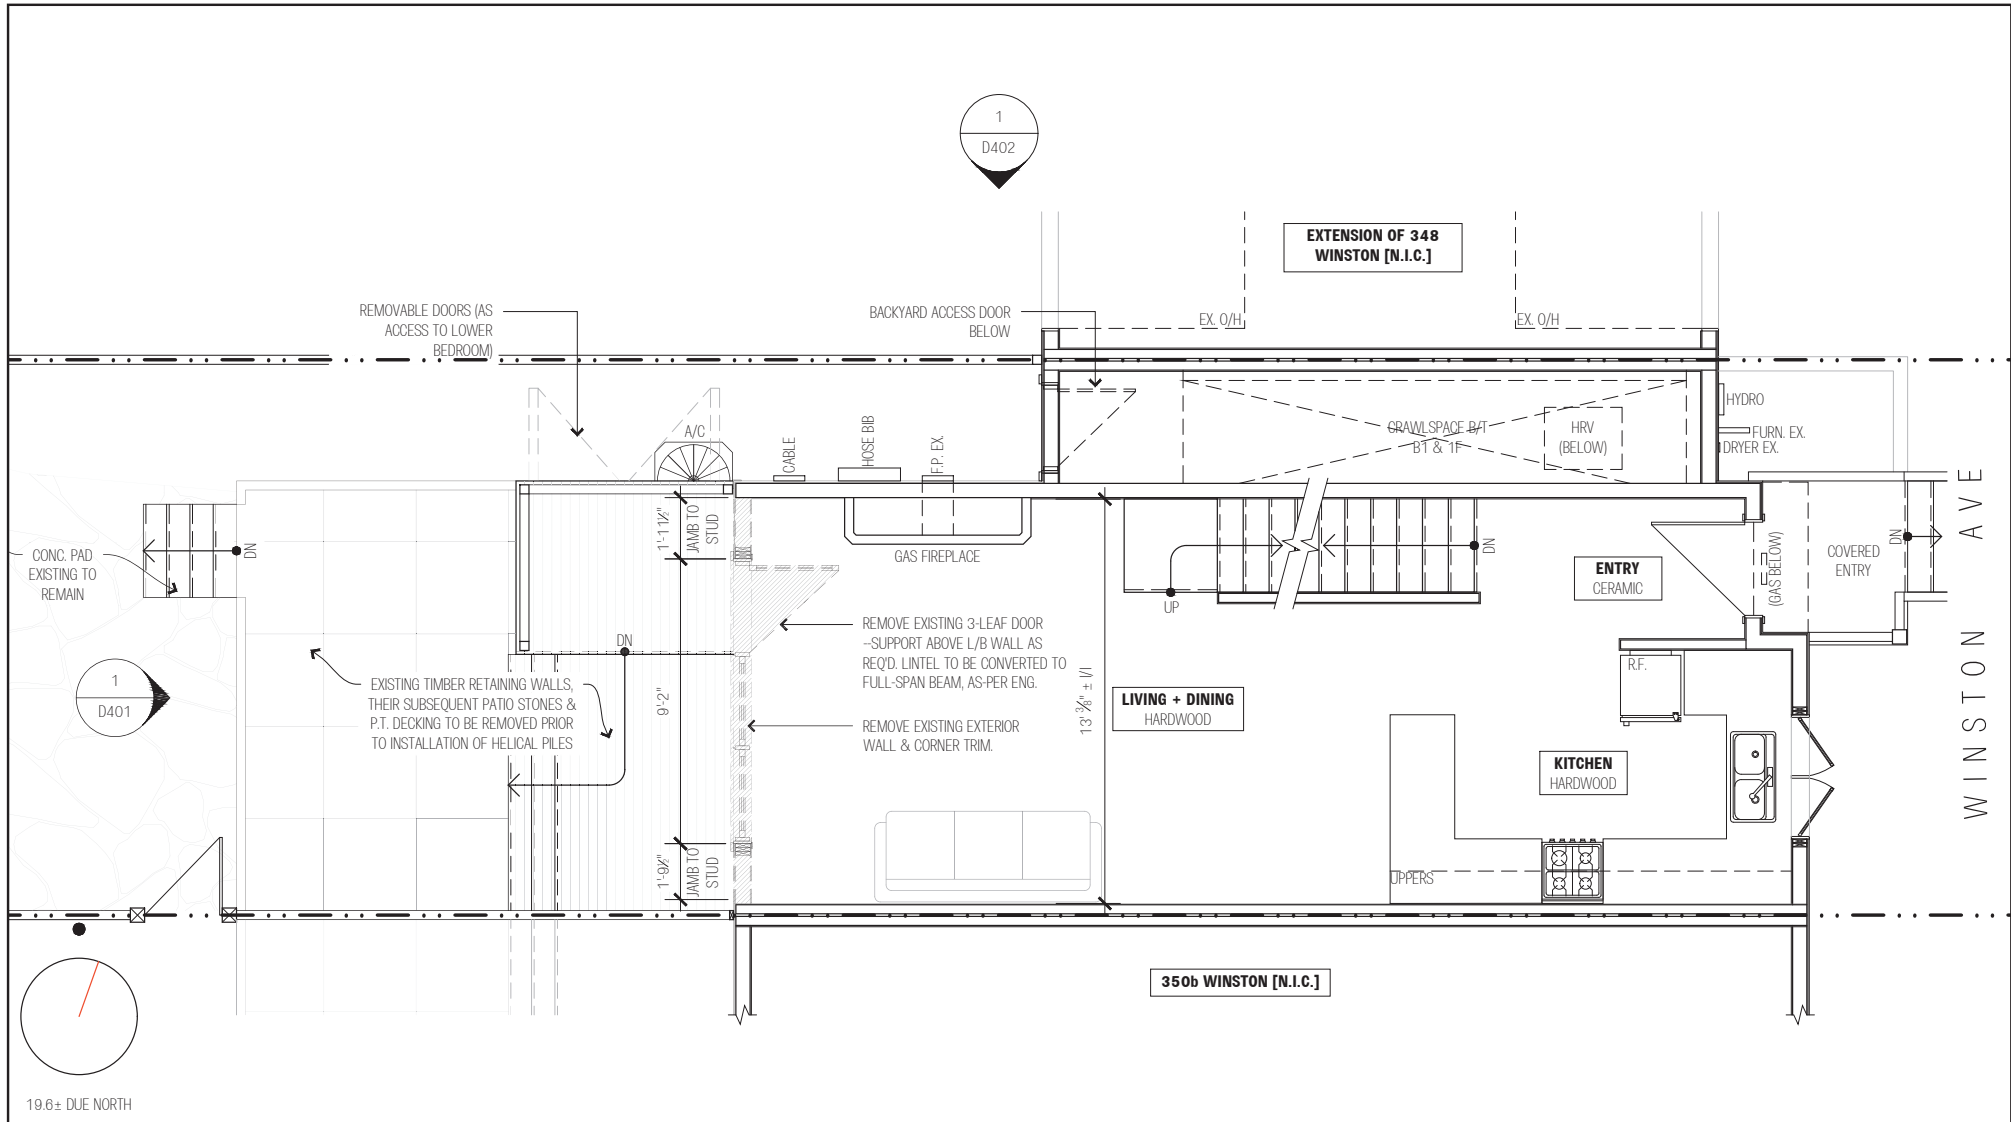 1
D402
EXTENSION OF 348
WINSTON [N.I.C.]
REMOVABLE DOORS (AS
ACCESS TO LOWER
BEDROOM)
BACKYARD ACCESS DOOR
BELOW
EX. O/H
EX. O/H
HYDRO
FURN. EX.
DRYER EX.
A/C
CABLE
HOSE BIB
F.P. EX.
CRAWLSPACE B/T
B1 & 1F
HRV
(BELOW)
1'-11½"
JAMB TO
STUD
GAS FIREPLACE
DN
CONC. PAD
EXISTING TO
REMAIN
UP
DN
ENTRY
CERAMIC
(GAS BELOW)
COVERED
ENTRY
DN
WINSTON AVE
DN
REMOVE EXISTING 3-LEAF DOOR
--SUPPORT ABOVE L/B WALL AS
REQ'D. LINTEL TO BE CONVERTED TO
FULL-SPAN BEAM, AS-PER ENG.
1
D401
EXISTING TIMBER RETAINING WALLS,
THEIR SUBSEQUENT PATIO STONES &
P.T. DECKING TO BE REMOVED PRIOR
TO INSTALLATION OF HELICAL PILES
9'-2"
REMOVE EXISTING EXTERIOR
WALL & CORNER TRIM.
13' ⅜" ± I/I
LIVING + DINING
HARDWOOD
R.F.
KITCHEN
HARDWOOD
1'-9½"
JAMB TO
STUD
UPPERS
350b WINSTON [N.I.C.]
19.6± DUE NORTH